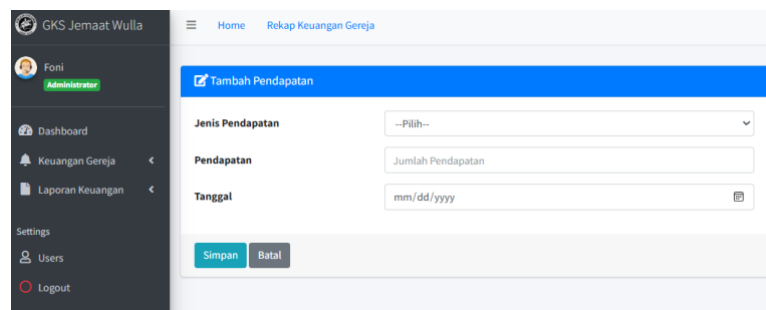 GKS Jemaat Wulla
Home Rekap Keuangan Gereja
Foni
Administrator
Dashboard
Keuangan Gereja
Laporan Keuangan
Settings
Users
Logout
Tambah Pendapatan
Jenis Pendapatan --Pilih--
Pendapatan Jumlah Pendapatan
Tanggal mm/dd/yyyy
Simpan Batal